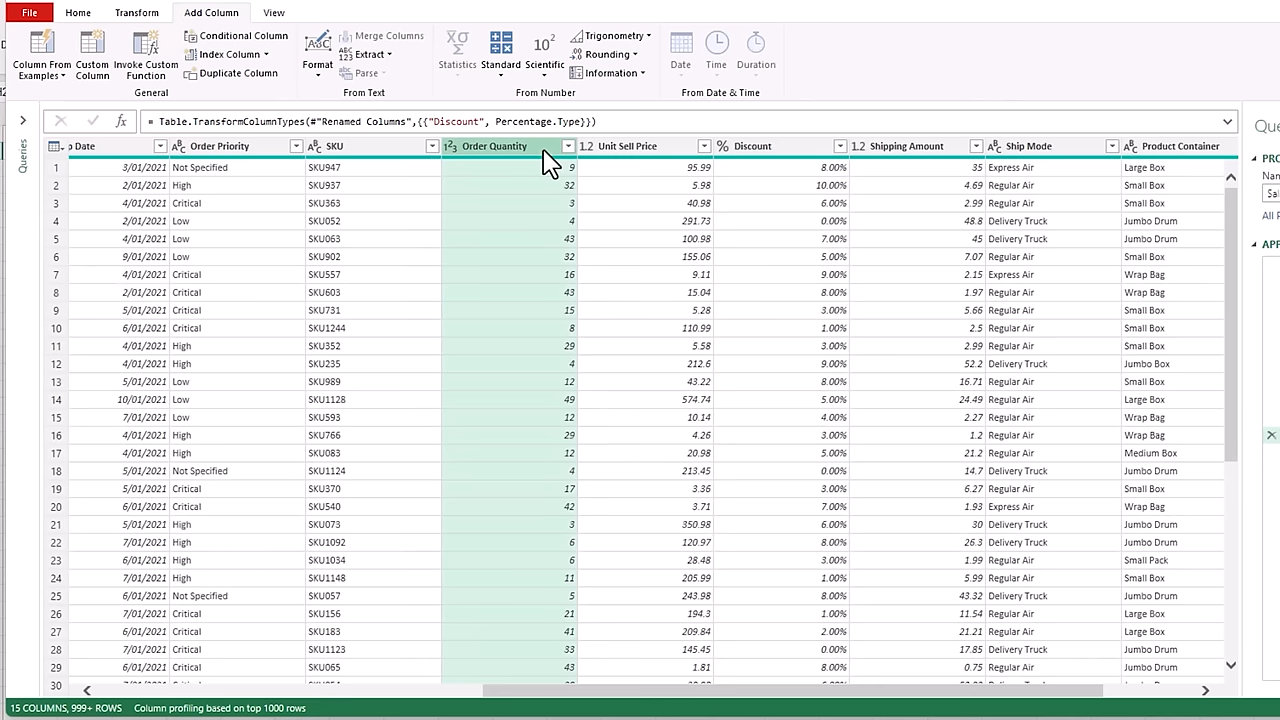 File Home Transform Add Column View
Conditional Column Merge Columns Trigonometry
Index Column Extract Rounding
Duplicate Column Parse Information
Column From Examples Custom Column Invoke Custom Function Format Statistics Standard Scientific Date Time Duration
General From Text From Number From Date & Time
= Table.TransformColumnTypes(#"Renamed Columns",{{"Discount", Percentage.Type}})
Queries
p Date Order Priority SKU Order Quantity Unit Sell Price Discount Shipping Amount Ship Mode Product Container
1 3/01/2021 Not Specified SKU947 9 95.99 8.00% 35 Express Air Large Box
2 2/01/2021 High SKU937 32 5.98 10.00% 4.69 Regular Air Small Box
3 4/01/2021 Critical SKU363 3 40.98 6.00% 2.99 Regular Air Small Box
4 2/01/2021 Low SKU052 4 291.73 0.00% 48.8 Delivery Truck Jumbo Drum
5 4/01/2021 Low SKU063 43 100.98 7.00% 45 Delivery Truck Jumbo Drum
6 9/01/2021 Low SKU902 32 155.06 5.00% 7.07 Regular Air Small Box
7 4/01/2021 Critical SKU557 16 9.11 9.00% 2.15 Express Air Wrap Bag
8 2/01/2021 Critical SKU603 43 15.04 8.00% 1.97 Regular Air Wrap Bag
9 5/01/2021 Critical SKU731 15 5.28 3.00% 5.66 Regular Air Small Box
10 6/01/2021 Critical SKU1244 8 110.99 1.00% 2.5 Regular Air Small Box
11 4/01/2021 High SKU352 29 5.58 3.00% 2.99 Regular Air Small Box
12 4/01/2021 High SKU235 4 212.6 9.00% 52.2 Delivery Truck Jumbo Box
13 5/01/2021 Low SKU989 12 43.22 8.00% 16.71 Regular Air Small Box
14 10/01/2021 Low SKU1128 49 574.74 5.00% 24.49 Regular Air Large Box
15 7/01/2021 Low SKU593 12 10.14 4.00% 2.27 Regular Air Wrap Bag
16 4/01/2021 High SKU766 29 4.26 3.00% 1.2 Regular Air Wrap Bag
17 4/01/2021 High SKU083 12 20.98 5.00% 21.2 Regular Air Medium Box
18 5/01/2021 Not Specified SKU1124 4 213.45 0.00% 14.7 Delivery Truck Jumbo Drum
19 5/01/2021 Critical SKU370 17 3.36 3.00% 6.27 Regular Air Small Box
20 6/01/2021 Critical SKU540 42 3.71 7.00% 1.93 Express Air Wrap Bag
21 5/01/2021 High SKU073 3 350.98 6.00% 30 Delivery Truck Jumbo Drum
22 7/01/2021 High SKU1092 6 120.97 8.00% 26.3 Delivery Truck Jumbo Drum
23 6/01/2021 High SKU1034 6 28.48 3.00% 1.99 Regular Air Small Pack
24 7/01/2021 High SKU1148 11 205.99 1.00% 5.99 Regular Air Small Box
25 6/01/2021 Not Specified SKU057 5 243.98 8.00% 43.32 Delivery Truck Jumbo Drum
26 7/01/2021 Critical SKU156 21 194.3 1.00% 11.54 Regular Air Large Box
27 6/01/2021 Critical SKU183 41 209.84 2.00% 21.21 Regular Air Large Box
28 7/01/2021 Critical SKU1123 33 145.45 0.00% 17.85 Delivery Truck Jumbo Drum
29 6/01/2021 Critical SKU065 43 1.81 8.00% 0.75 Regular Air Jumbo Drum
30
15 COLUMNS, 999+ ROWS Column profiling based on top 1000 rows
Que
PRO
Nam
Sal
All P
APP